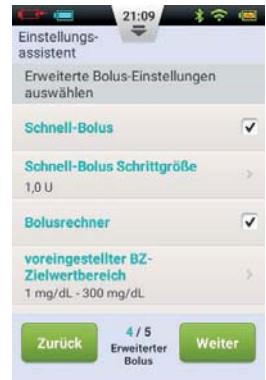 21:09
Einstellungs-
assistent
Erweiterte Bolus-Einstellungen
auswählen
Schnell-Bolus
Schnell-Bolus Schrittgröße
1,0 U
Bolusrechner
voreingestellter BZ-
Zielwertbereich
1 mg/dL - 300 mg/dL
Zurück
4 / 5
Erweiterter
Bolus
Weiter